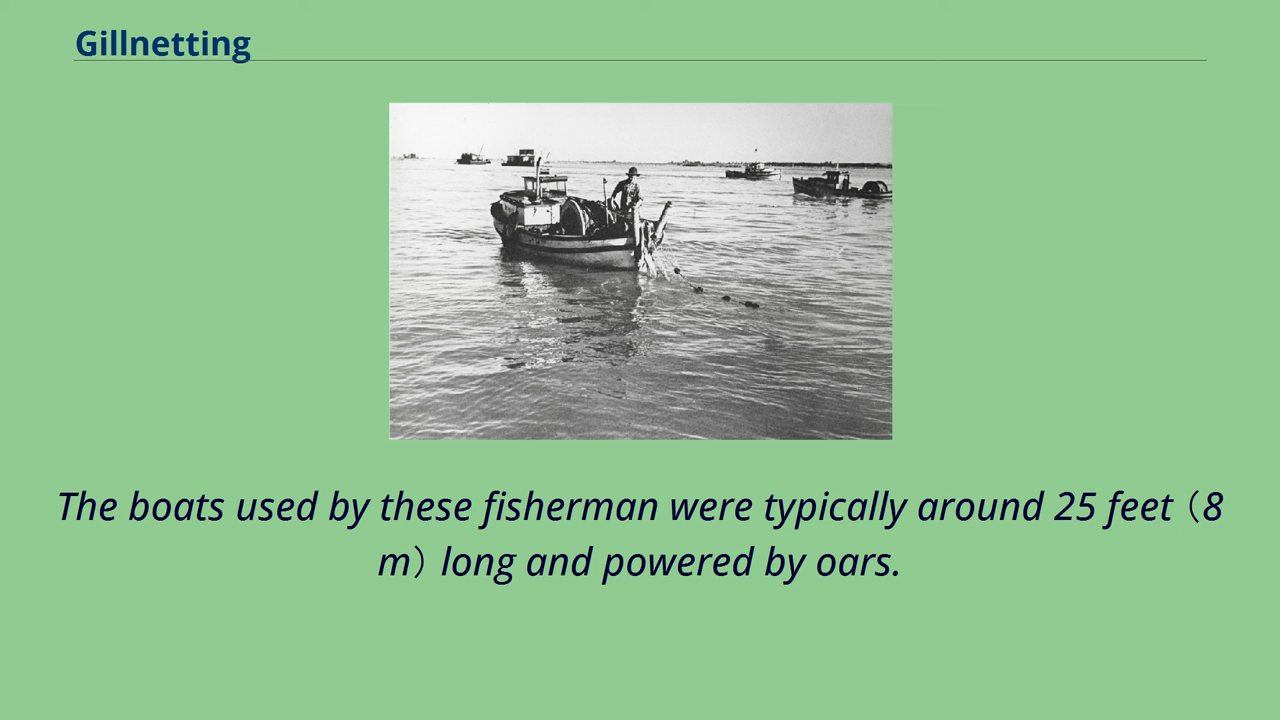 Gillnetting
The boats used by these fisherman were typically around 25 feet（8
m）long and powered by oars.